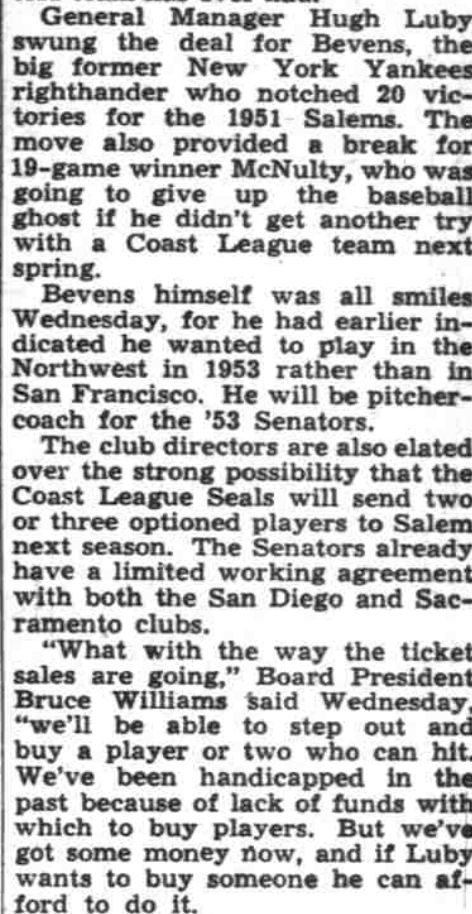 General Manager Hugh Luby
swung the deal for Bevens, the
big former New York Yankees
righthander who notched 20 vic-
tories for the 1951 Salems. The
move also provided a break for
19-game winner McNulty, who was
going to give up the baseball
ghost if he didn't get another try
with a Coast League team next
spring.
Bevens himself was all smiles
Wednesday, for he had earlier in-
dicated he wanted to play in the
Northwest in 1953 rather than in
San Francisco. He will be pitcher-
coach for the '53 Senators.
The club directors are also elated
over the strong possibility that the
Coast League Seals will send two
or three optioned players to Salem
next season. The Senators already
have a limited working agreement
with both the San Diego and Sac-
ramento clubs.
"What with the way the ticket
sales are going," Board President
Bruce Williams said Wednesday,
"we'll be able to step out and
buy a player or two who can hit.
We've been handicapped in the
past because of lack of funds with
which to buy players. But we've
got some money now, and if Luby
wants to buy someone he can af-
ford to do it.